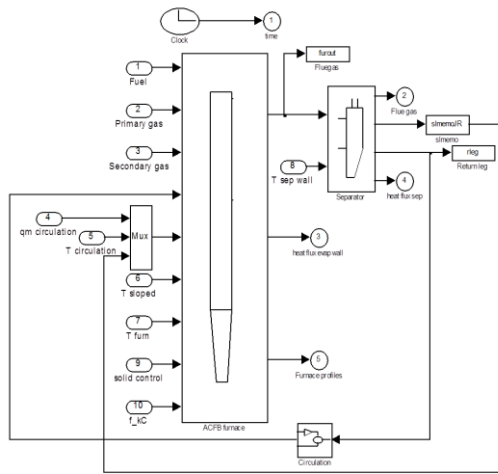 Clock
1
time
1
Fuel
2
Primary gas
3
Secondary gas
4
qm circulation
5
T circulation
Mux
6
T sloped
7
T furn
9
solid control
10
f_kC
ACFB furnace
furout
Fluegas
8
T sep wall
Separator
2
Flue gas
slmemoIR
slmemo
rleg
Return leg
4
heat flux sep
3
heat flux evap wall
5
Furnace profiles
Circulation